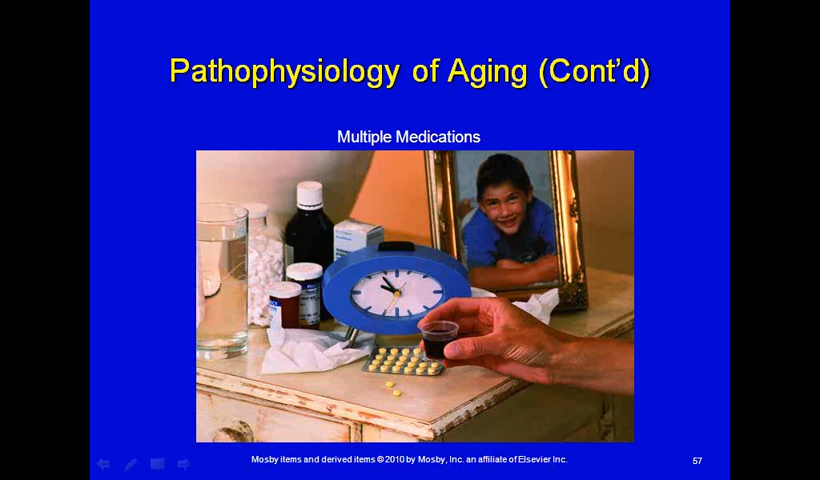 Pathophysiology of Aging (Cont'd)
Multiple Medications
Mosby items and derived items © 2010 by Mosby, Inc. an affiliate of Elsevier Inc.
57